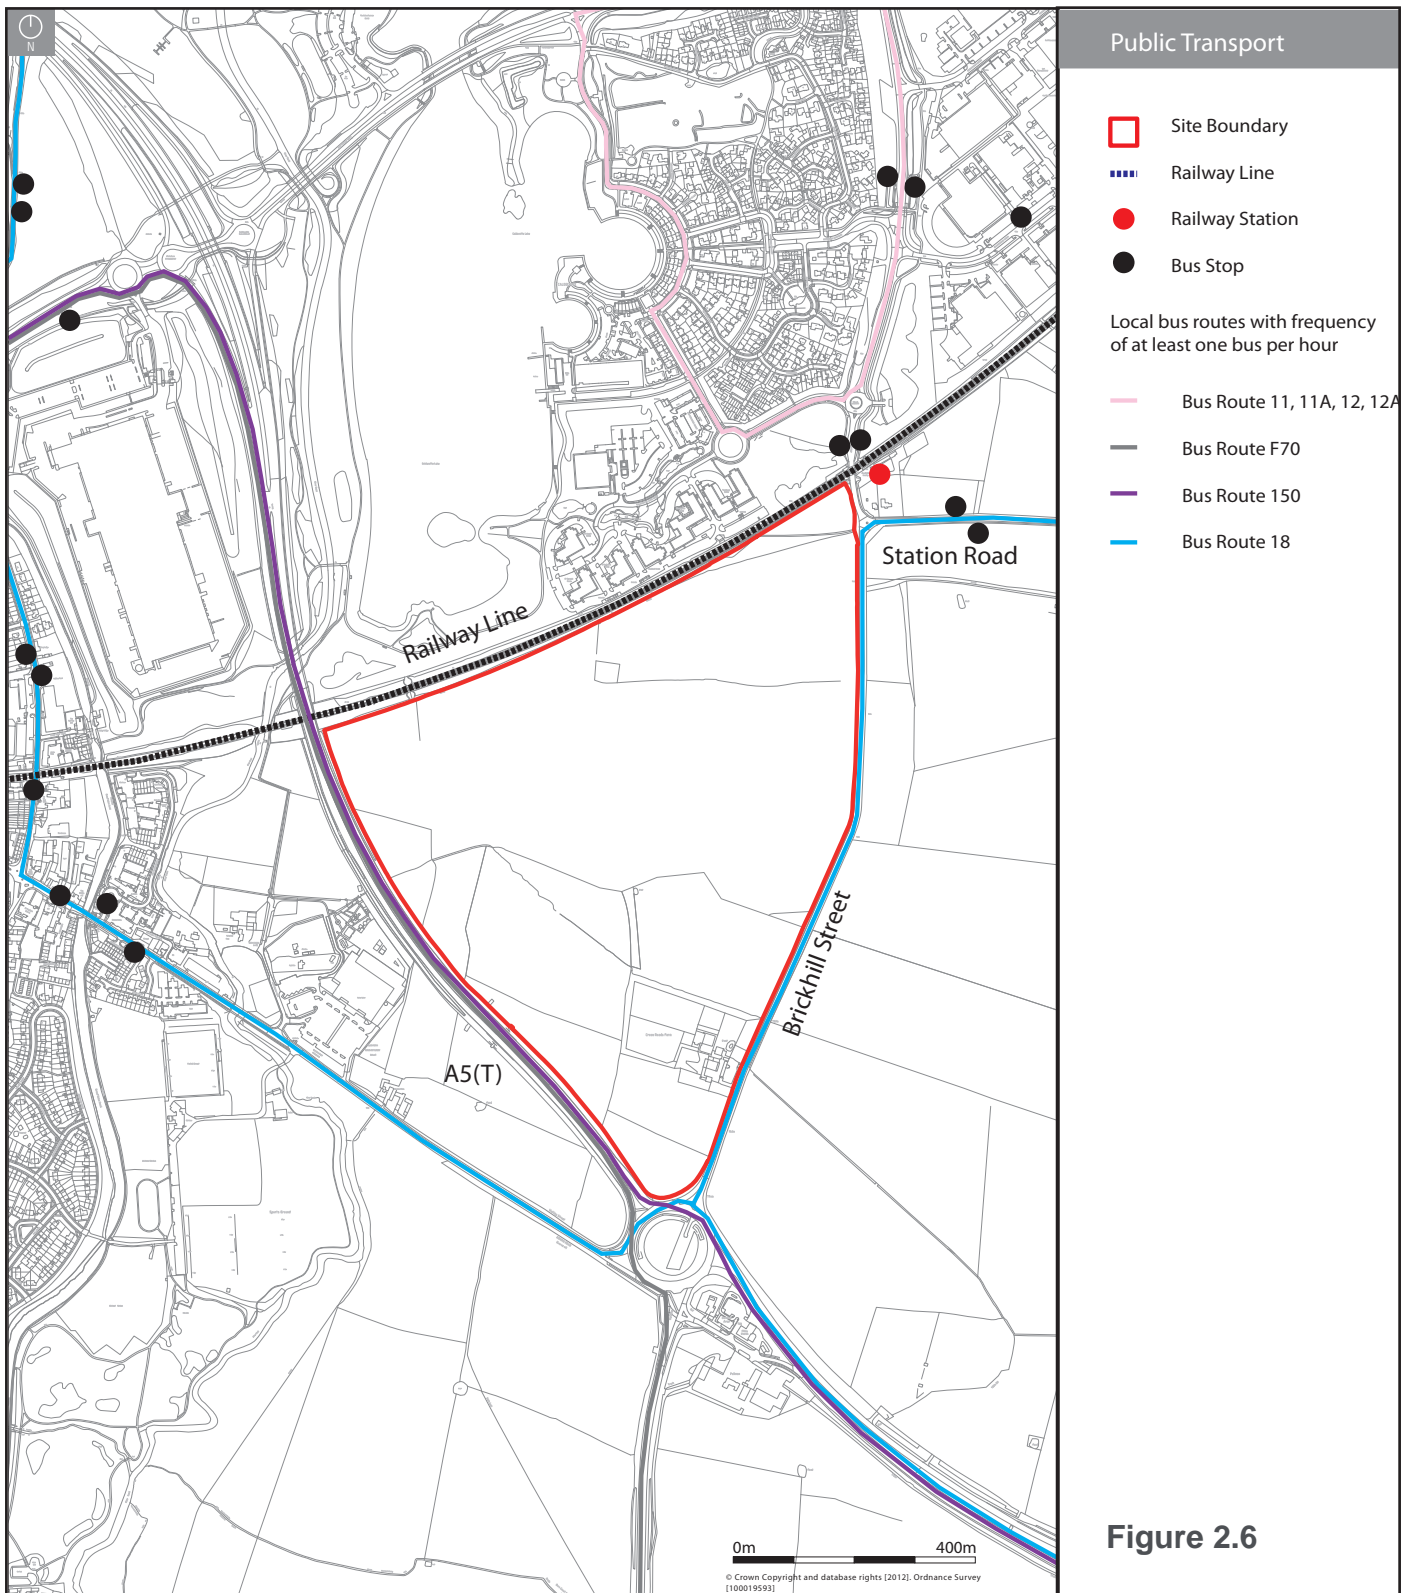 N
Public Transport
Site Boundary
Railway Line
Railway Station
Bus Stop
Local bus routes with frequency
of at least one bus per hour
Bus Route 11, 11A, 12, 12A
Bus Route F70
Bus Route 150
Bus Route 18
Station Road
Railway Line
Brickhill Street
A5(T)
0m 400m
© Crown Copyright and database rights [2012]. Ordnance Survey
[100019593]
Figure 2.6